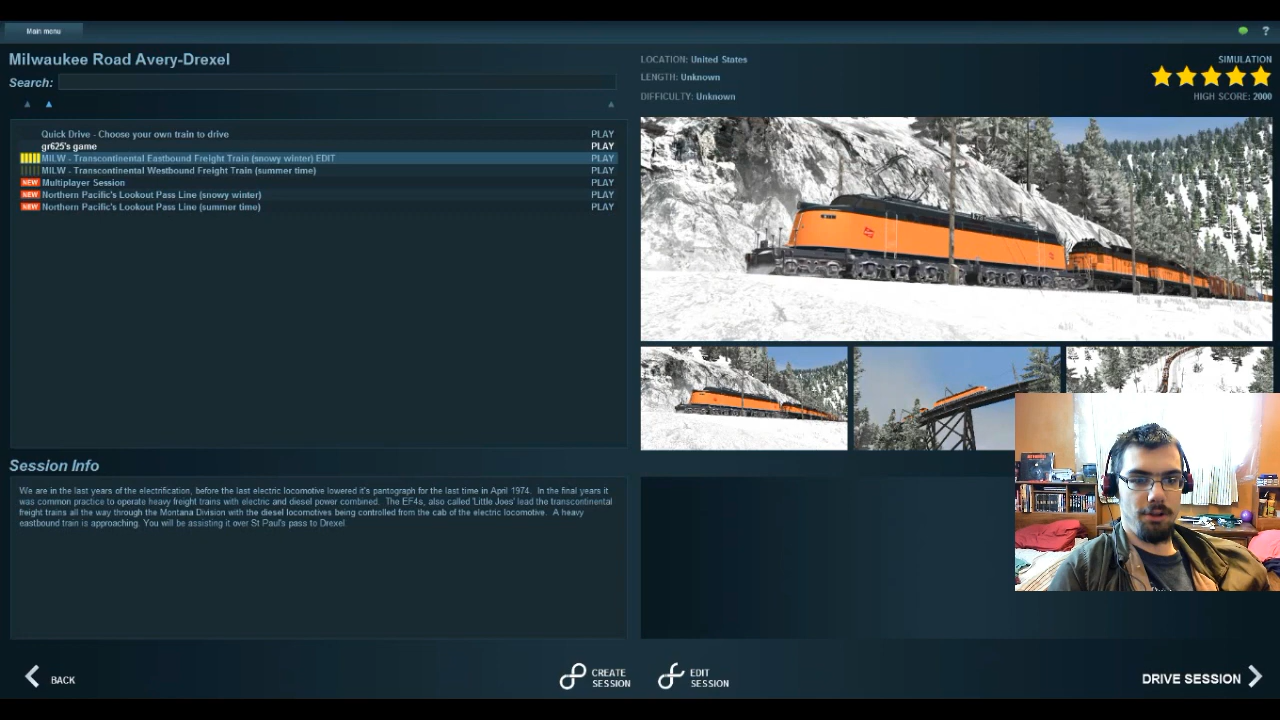 Main menu
?
Milwaukee Road Avery-Drexel
Search:
LOCATION: United States
LENGTH: Unknown
DIFFICULTY: Unknown
SIMULATION
HIGH SCORE: 2000
Quick Drive - Choose your own train to drive PLAY
gr625's game PLAY
MILW - Transcontinental Eastbound Freight Train (snowy winter) EDIT PLAY
MILW - Transcontinental Westbound Freight Train (summer time) PLAY
NEW Multiplayer Session PLAY
NEW Northern Pacific's Lookout Pass Line (snowy winter) PLAY
NEW Northern Pacific's Lookout Pass Line (summer time) PLAY
Session Info
We are in the last years of the electrification, before the last electric locomotive lowered it's pantograph for the last time in April 1974. In the final years it
was common practice to operate heavy freight trains with electric and diesel power combined. The EF4s, also called 'Little Joes' lead the transcontinental
freight trains all the way through the Montana Division with the diesel locomotives being controlled from the cab of the electric locomotive. A heavy
eastbound train is approaching. You will be assisting it over St Paul's pass to Drexel
BACK
CREATE SESSION
EDIT SESSION
DRIVE SESSION